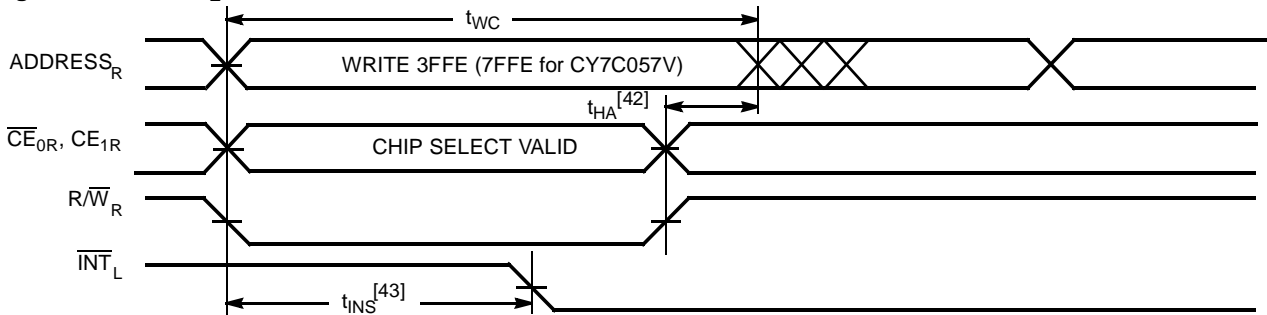 tWC
ADDRESSR
WRITE 3FFE (7FFE for CY7C057V)
tHA[42]
CE0R, CE1R
CHIP SELECT VALID
R/WR
INTL
tINS[43]